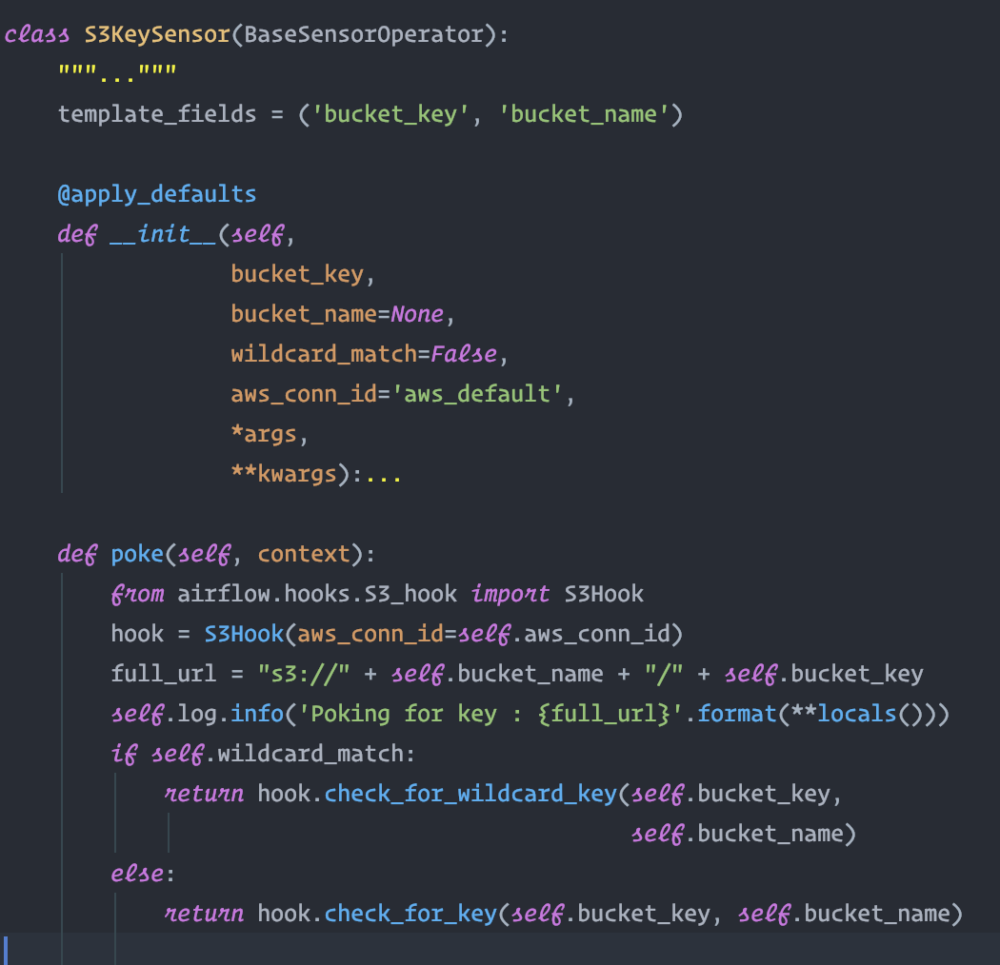 class S3KeySensor(BaseSensorOperator):
    """..."""
    template_fields = ('bucket_key', 'bucket_name')

    @apply_defaults
    def __init__(self,
                 bucket_key,
                 bucket_name=None,
                 wildcard_match=False,
                 aws_conn_id='aws_default',
                 *args,
                 **kwargs):...

    def poke(self, context):
        from airflow.hooks.S3_hook import S3Hook
        hook = S3Hook(aws_conn_id=self.aws_conn_id)
        full_url = "s3://" + self.bucket_name + "/" + self.bucket_key
        self.log.info('Poking for key : {full_url}'.format(**locals()))
        if self.wildcard_match:
            return hook.check_for_wildcard_key(self.bucket_key,
                                               self.bucket_name)
        else:
            return hook.check_for_key(self.bucket_key, self.bucket_name)